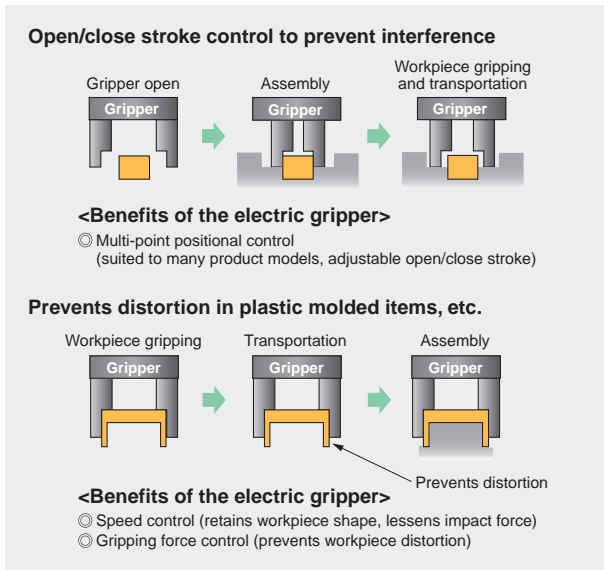 Open/close stroke control to prevent interference
Gripper open
Assembly
Workpiece gripping
and transportation
Gripper
Gripper
Gripper
<Benefits of the electric gripper>
◎ Multi-point positional control
(suited to many product models, adjustable open/close stroke)
Prevents distortion in plastic molded items, etc.
Workpiece gripping
Transportation
Assembly
Gripper
Gripper
Gripper
Prevents distortion
<Benefits of the electric gripper>
◎ Speed control (retains workpiece shape, lessens impact force)
◎ Gripping force control (prevents workpiece distortion)